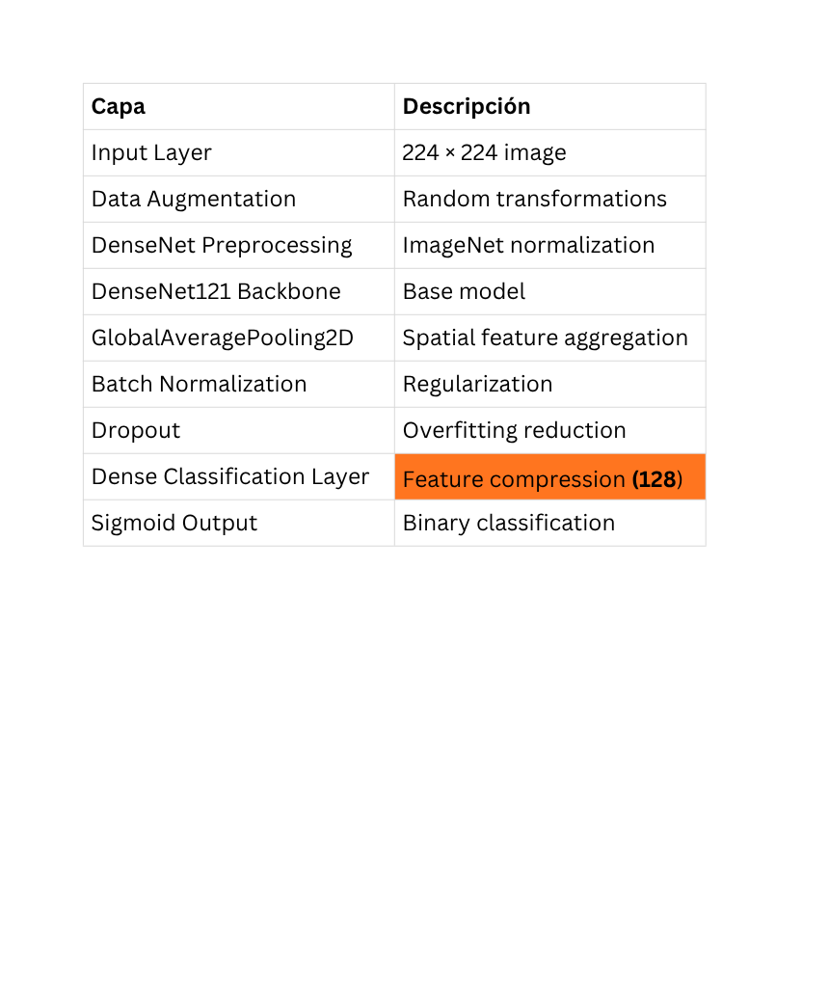 Capa Descripción
Input Layer 224 × 224 image
Data Augmentation Random transformations
DenseNet Preprocessing ImageNet normalization
DenseNet121 Backbone Base model
GlobalAveragePooling2D Spatial feature aggregation
Batch Normalization Regularization
Dropout Overfitting reduction
Dense Classification Layer Feature compression (128)
Sigmoid Output Binary classification